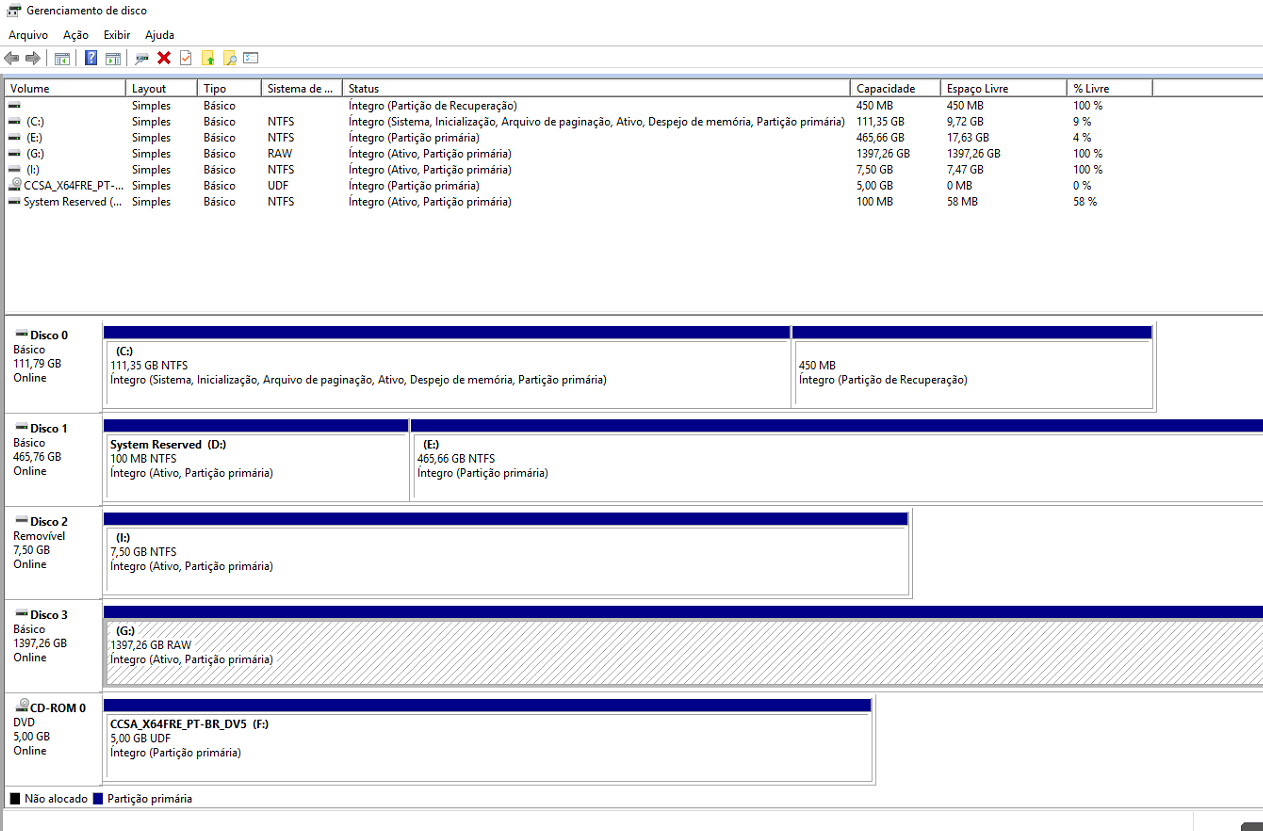 Gerenciamento de disco
Arquivo Ação Exibir Ajuda
Volume Layout Tipo Sistema de ... Status Capacidade Espaço Livre % Livre
Simples Básico Íntegro (Partição de Recuperação) 450 MB 450 MB 100 %
(C:) Simples Básico NTFS Íntegro (Sistema, Inicialização, Arquivo de paginação, Ativo, Despejo de memória, Partição primária) 111,35 GB 9,72 GB 9 %
(E:) Simples Básico NTFS Íntegro (Partição primária) 465,66 GB 17,63 GB 4 %
(G:) Simples Básico RAW Íntegro (Ativo, Partição primária) 1397,26 GB 1397,26 GB 100 %
(I:) Simples Básico NTFS Íntegro (Ativo, Partição primária) 7,50 GB 7,47 GB 100 %
CCSA_X64FRE_PT-... Simples Básico UDF Íntegro (Partição primária) 5,00 GB 0 MB 0 %
System Reserved (... Simples Básico NTFS Íntegro (Ativo, Partição primária) 100 MB 58 MB 58 %
Disco 0
Básico
111,79 GB
Online
(C:)
111,35 GB NTFS
Íntegro (Sistema, Inicialização, Arquivo de paginação, Ativo, Despejo de memória, Partição primária)
450 MB
Íntegro (Partição de Recuperação)
Disco 1
Básico
465,76 GB
Online
System Reserved (D:)
100 MB NTFS
Íntegro (Ativo, Partição primária)
(E:)
465,66 GB NTFS
Íntegro (Partição primária)
Disco 2
Removível
7,50 GB
Online
(I:)
7,50 GB NTFS
Íntegro (Ativo, Partição primária)
Disco 3
Básico
1397,26 GB
Online
(G:)
1397,26 GB RAW
Íntegro (Ativo, Partição primária)
CD-ROM 0
DVD
5,00 GB
Online
CCSA_X64FRE_PT-BR_DV5 (F:)
5,00 GB UDF
Íntegro (Partição primária)
Não alocado Partição primária